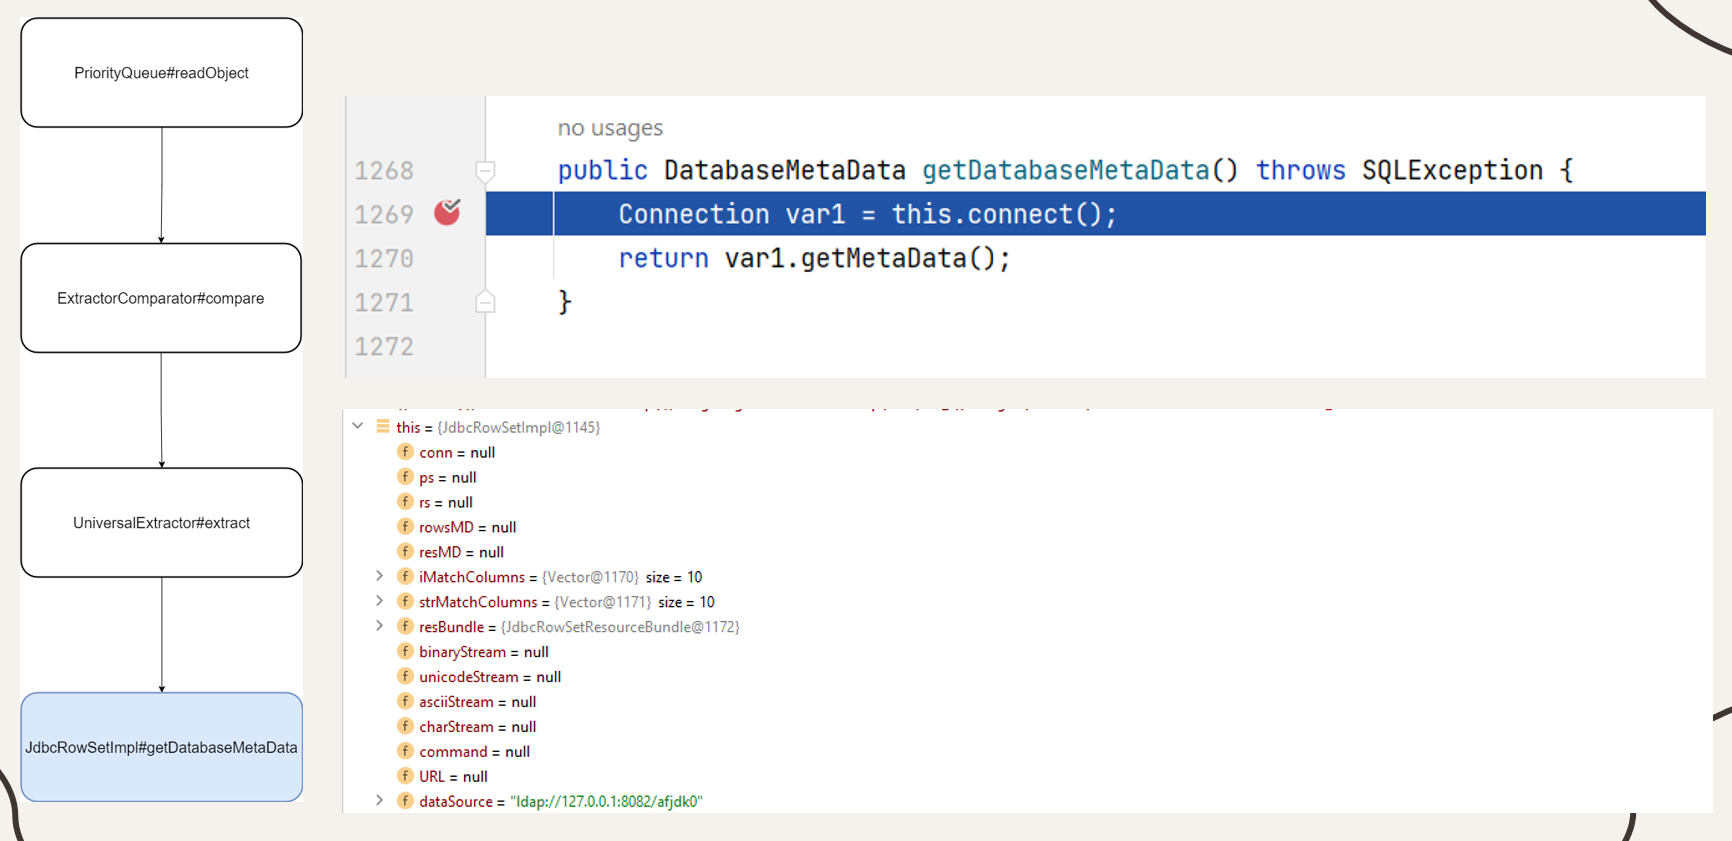 PriorityQueue#readObject
ExtractorComparator#compare
UniversalExtractor#extract
JdbcRowSetImpl#getDatabaseMetaData
no usages
1268 public DatabaseMetaData getDatabaseMetaData() throws SQLException {
1269 Connection var1 = this.connect();
1270 return var1.getMetaData();
1271 }
1272
this = {JdbcRowSetImpl@1145}
f conn = null
f ps = null
f rs = null
f rowsMD = null
f resMD = null
f iMatchColumns = {Vector@1170} size = 10
f strMatchColumns = {Vector@1171} size = 10
f resBundle = {JdbcRowSetResourceBundle@1172}
f binaryStream = null
f unicodeStream = null
f asciiStream = null
f charStream = null
f command = null
f URL = null
f dataSource = "ldap://127.0.0.1:8082/afjdk0"